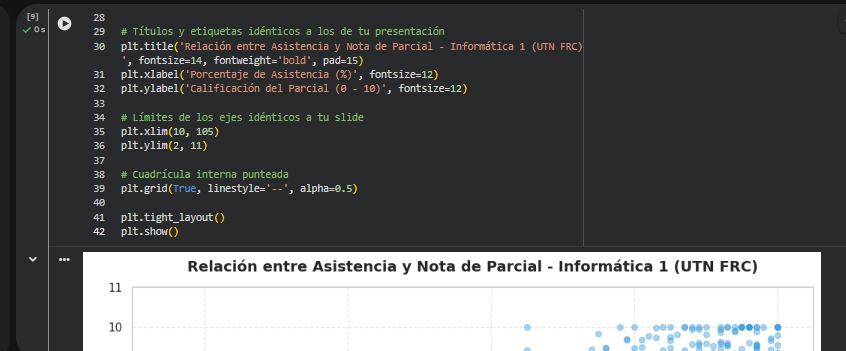 [9]
0 s
28
29 # Títulos y etiquetas idénticos a los de tu presentación
30 plt.title('Relación entre Asistencia y Nota de Parcial - Informática 1 (UTN FRC)
', fontsize=14, fontweight='bold', pad=15)
31 plt.xlabel('Porcentaje de Asistencia (%)', fontsize=12)
32 plt.ylabel('Calificación del Parcial (0 - 10)', fontsize=12)
33
34 # Límites de los ejes idénticos a tu slide
35 plt.xlim(10, 105)
36 plt.ylim(2, 11)
37
38 # Cuadrícula interna punteada
39 plt.grid(True, linestyle='--', alpha=0.5)
40
41 plt.tight_layout()
42 plt.show()
Relación entre Asistencia y Nota de Parcial - Informática 1 (UTN FRC)
11
10